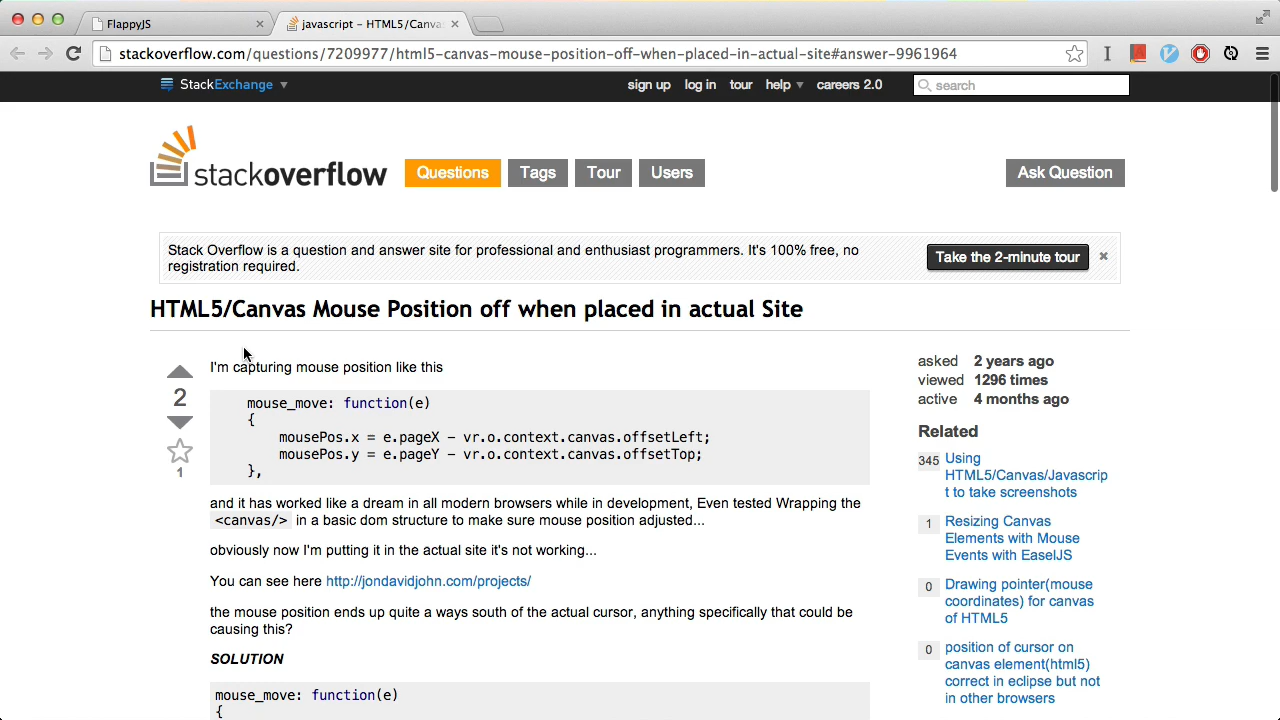 FlappyJS
javascript - HTML5/Canva
stackoverflow.com/questions/7209977/html5-canvas-mouse-position-off-when-placed-in-actual-site#answer-9961964
StackExchange
sign up log in tour help careers 2.0 search
stackoverflow
Questions Tags Tour Users Ask Question
Stack Overflow is a question and answer site for professional and enthusiast programmers. It's 100% free, no
registration required.
Take the 2-minute tour
HTML5/Canvas Mouse Position off when placed in actual Site
2
1
I'm capturing mouse position like this
mouse_move: function(e)
{
mousePos.x = e.pageX - vr.o.context.canvas.offsetLeft;
mousePos.y = e.pageY - vr.o.context.canvas.offsetTop;
},
and it has worked like a dream in all modern browsers while in development, Even tested Wrapping the
<canvas/> in a basic dom structure to make sure mouse position adjusted...
obviously now I'm putting it in the actual site it's not working...
You can see here http://jondavidjohn.com/projects/
the mouse position ends up quite a ways south of the actual cursor, anything specifically that could be
causing this?
SOLUTION
mouse_move: function(e)
{
asked 2 years ago
viewed 1296 times
active 4 months ago
Related
345 Using
HTML5/Canvas/Javascrip
t to take screenshots
1 Resizing Canvas
Elements with Mouse
Events with EaselJS
0 Drawing pointer(mouse
coordinates) for canvas
of HTML5
0 position of cursor on
canvas element(html5)
correct in eclipse but not
in other browsers